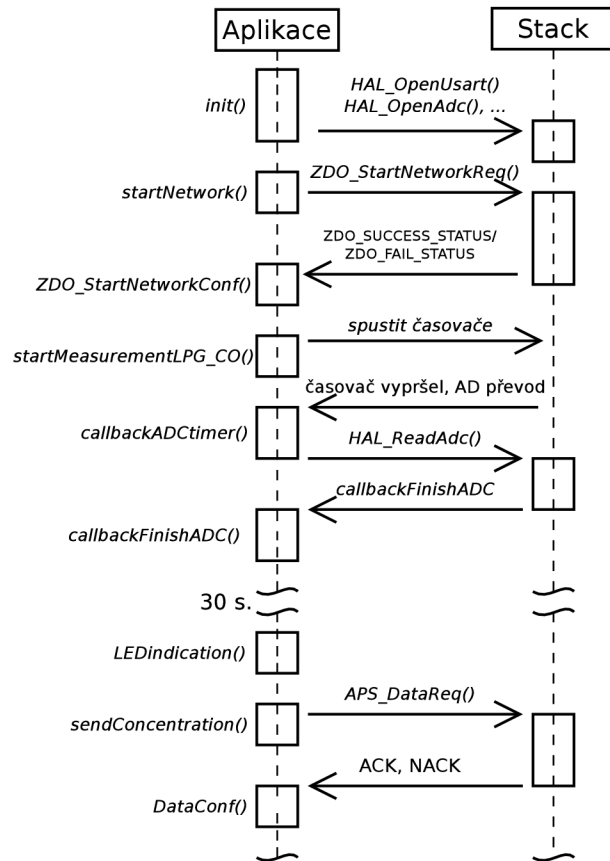 Aplikace
Stack
HAL_OpenUsart()
HAL_OpenAdc(), ...
init()
ZDO_StartNetworkReq()
startNetwork()
ZDO_SUCCESS_STATUS/
ZDO_FAIL_STATUS
ZDO_StartNetworkConf()
spustit časovače
startMeasurementLPG_CO()
časovač vypršel, AD převod
callbackADCtimer()
HAL_ReadAdc()
callbackFinishADC
callbackFinishADC()
30 s.
LEDindication()
APS_DataReq()
sendConcentration()
ACK, NACK
DataConf()